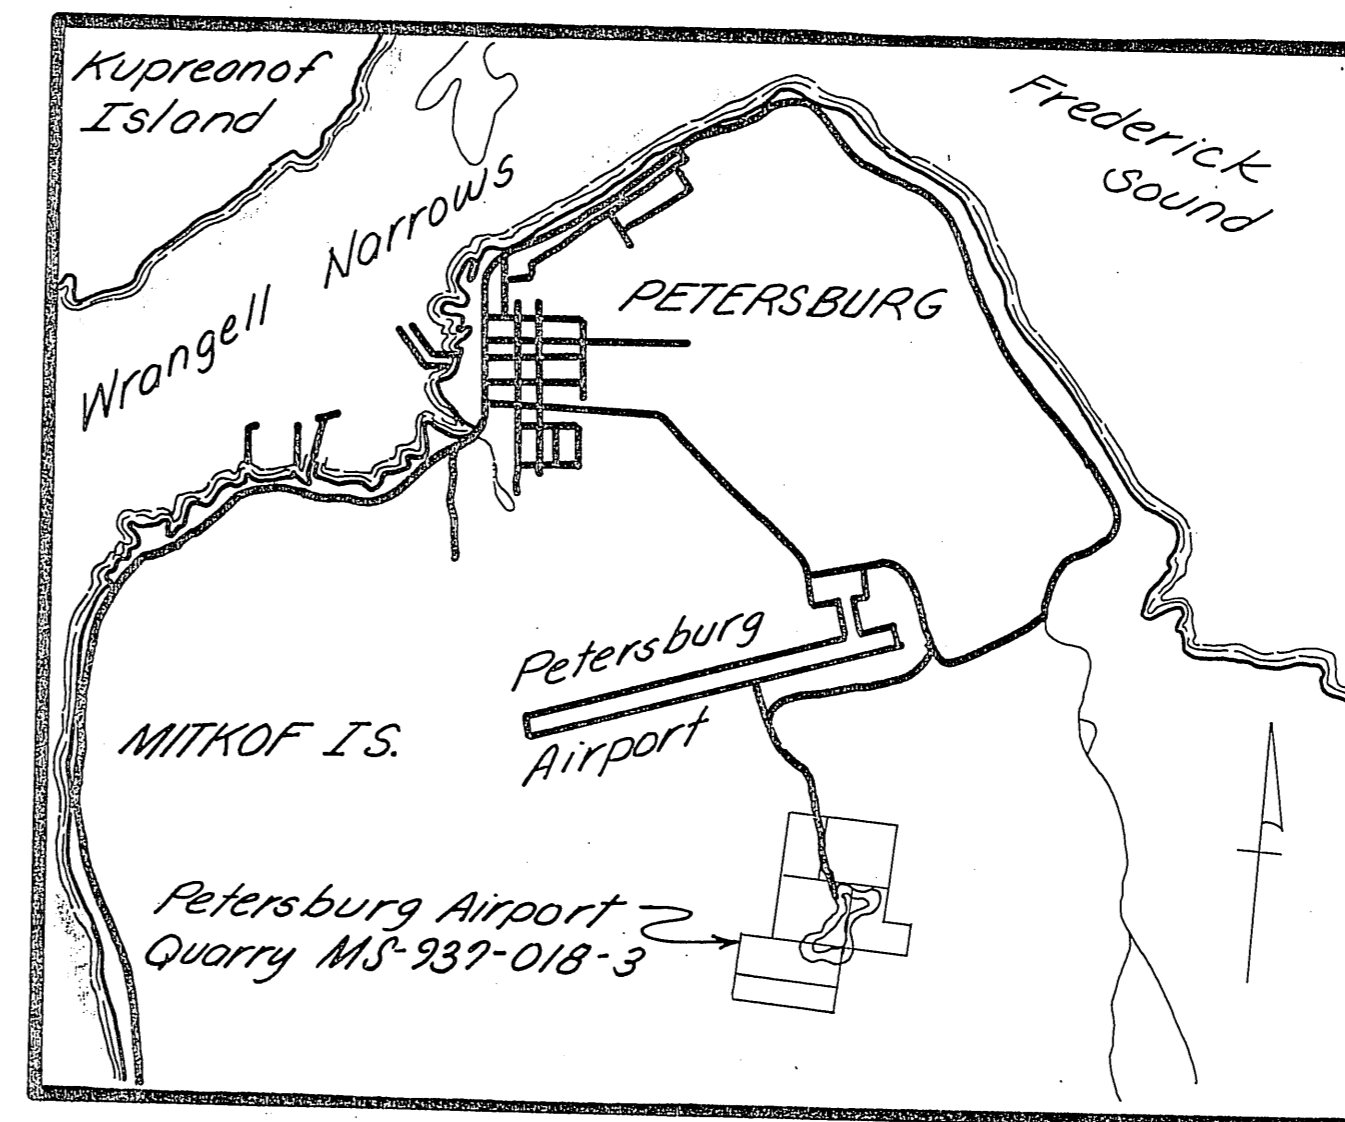 Kupreanof
Island
Frederick
Sound
Wrangell Narrows
PETERSBURG
Petersburg
Airport
MITKOF IS.
Petersburg Airport
Quarry MS-937-018-3